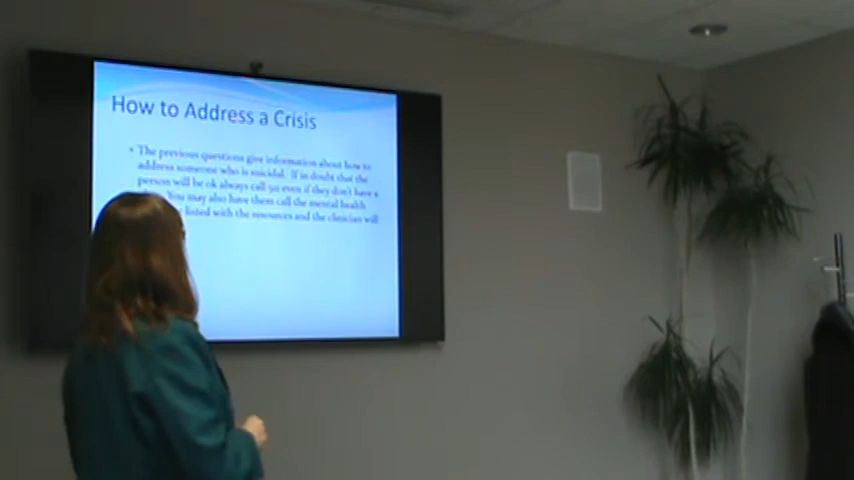 How to Address a Crisis
• The previous questions give information about how to
address someone who is suicidal. If in doubt that the
person will be ok always call 911 even if they don't have a
You may also have them call the mental health
listed with the resources and the clinician will